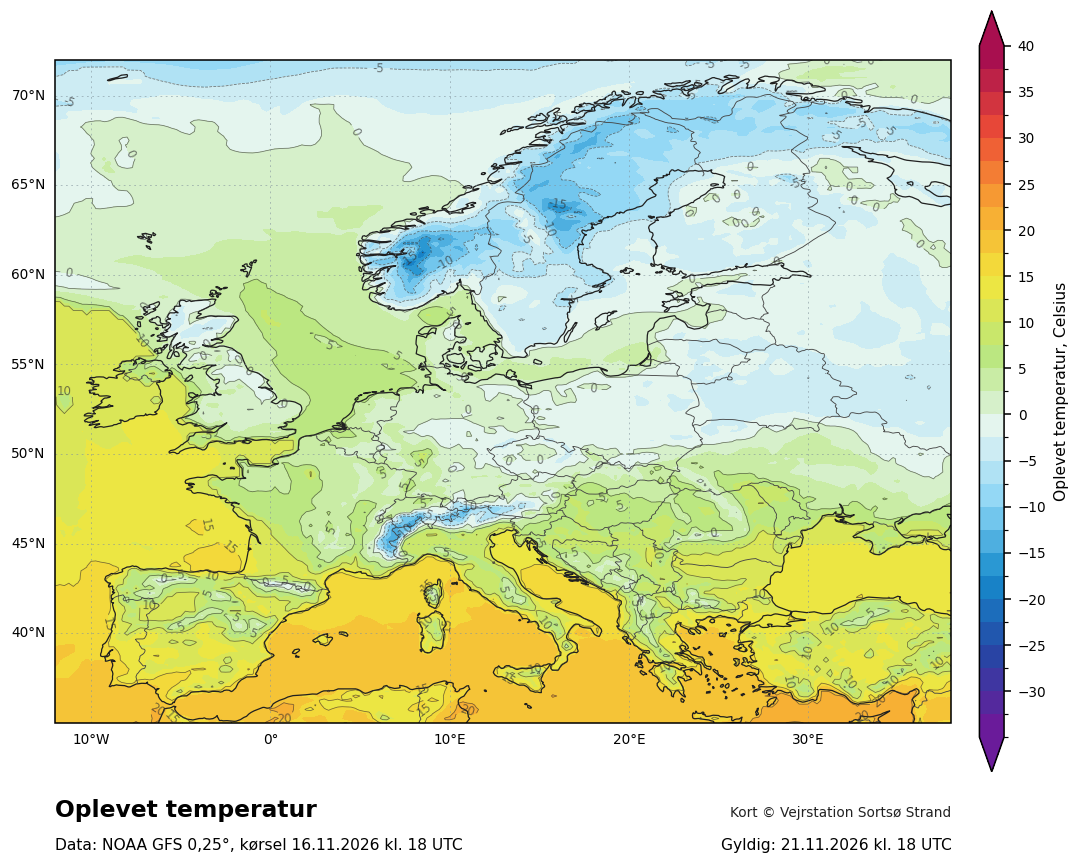 40
35
30
25
20
15
10
5
0
−5
−10
−15
−20
−25
−30
Oplevet temperatur, Celsius
70°N
65°N
60°N
55°N
50°N
45°N
40°N
10°W
0°
10°E
20°E
30°E
Oplevet temperatur
Kort © Vejrstation Sortsø Strand
Data: NOAA GFS 0,25°, kørsel 16.11.2026 kl. 18 UTC
Gyldig: 21.11.2026 kl. 18 UTC